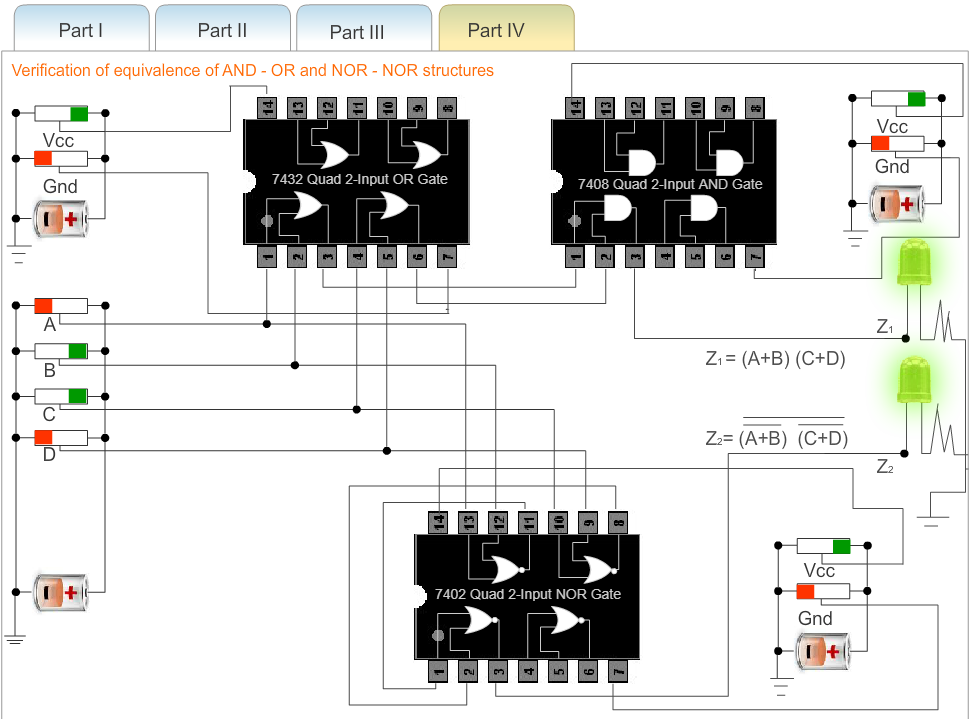 Part I
Part II
Part III
Part IV
Verification of equivalence of AND - OR and NOR - NOR structures
Vcc
Gnd
14 13 12 11 10 9 8
7432 Quad 2-Input OR Gate
1 2 3 4 5 6 7
14 13 12 11 10 9 8
7408 Quad 2-Input AND Gate
1 2 3 4 5 6 7
Vcc
Gnd
- +
- +
A
B
C
D
Z1
Z1 = (A+B) (C+D)
Z2= (A+B) (C+D)
Z2
14 13 12 11 10 9 8
7402 Quad 2-Input NOR Gate
1 2 3 4 5 6 7
- +
Vcc
Gnd
- +